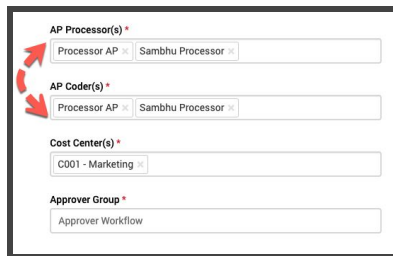 AP Processor(s) *
Processor AP × Sambhu Processor ×
AP Coder(s) *
Processor AP × Sambhu Processor ×
Cost Center(s) *
C001 - Marketing ×
Approver Group *
Approver Workflow